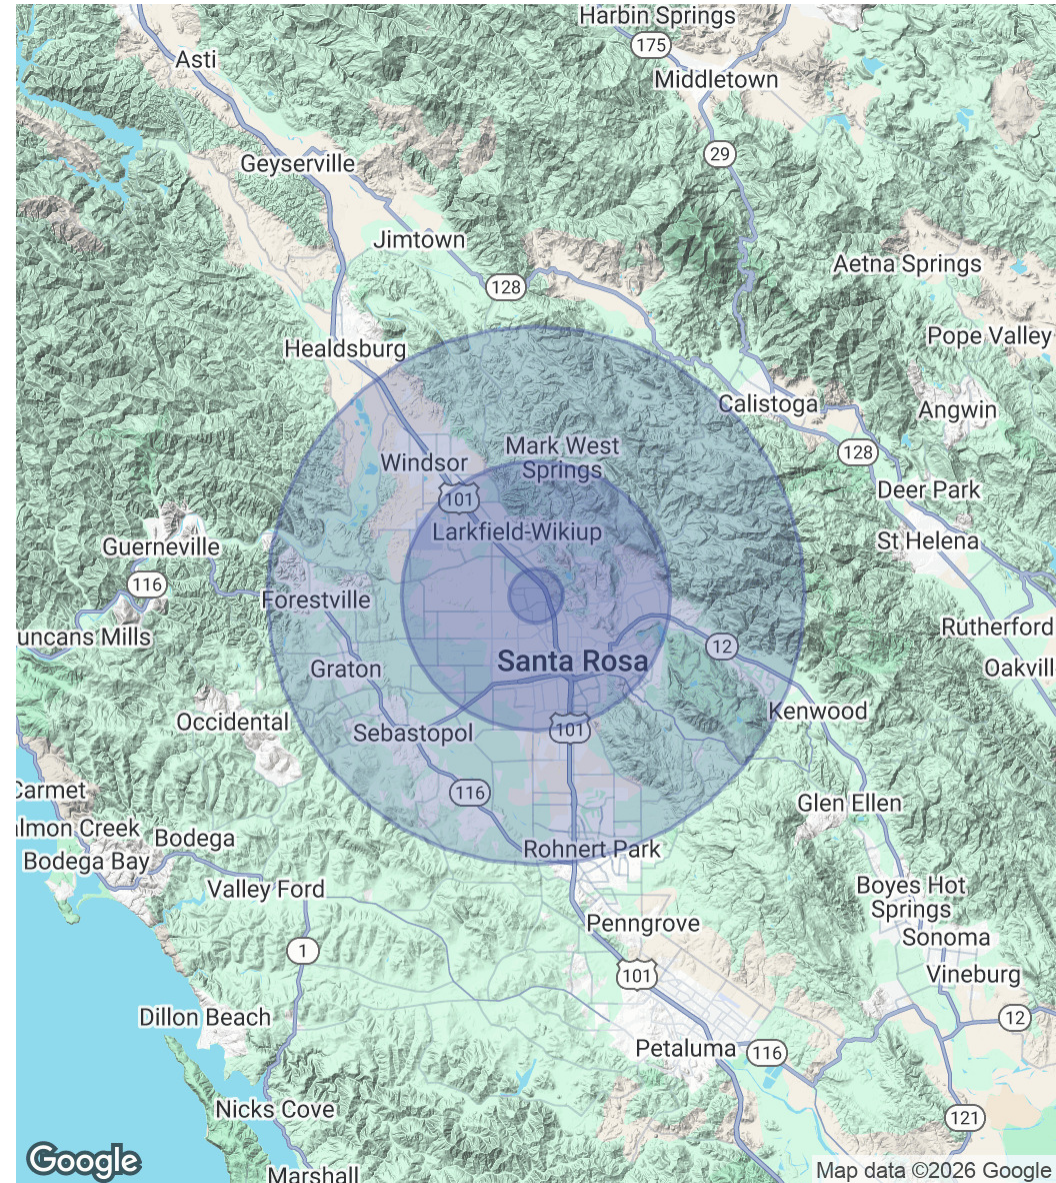 Harbin Springs
175
Asti
Middletown
29
Geyserville
Jimtown
Aetna Springs
128
Pope Valley
Healdsburg
Calistoga
Angwin
Mark West
Springs
128
Windsor
101
Deer Park
Larkfield-Wikiup
St Helena
Guerneville
116
Forestville
Rutherford
uncans Mills
12
Santa Rosa
Graton
Oakvill
Kenwood
Occidental
101
Sebastopol
Carmet
116
Glen Ellen
lmon Creek
Bodega
Rohnert Park
Bodega Bay
Valley Ford
Boyes Hot
Springs
Penngrove
Sonoma
1
101
Vineburg
Dillon Beach
12
Petaluma
116
Nicks Cove
121
Google
Marshall
Map data ©2026 Google